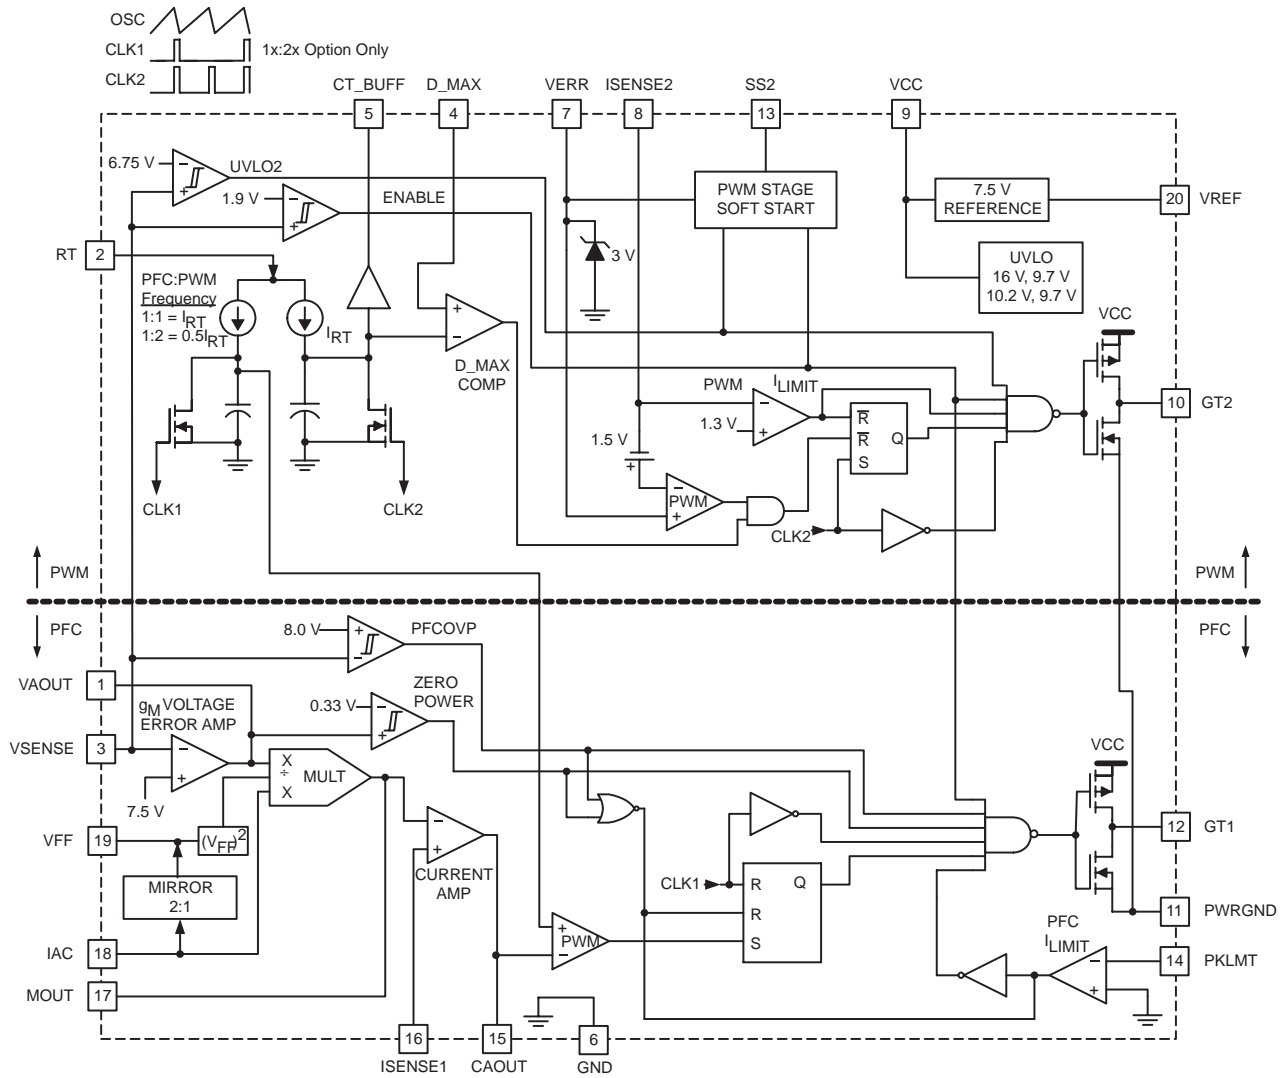 OSC
CLK1
1x:2x Option Only
CLK2
CT_BUFF
D_MAX
VERR
ISENSE2
SS2
VCC
5
4
7
8
13
9
6.75 V
−
+
UVLO2
1.9 V
−
+
ENABLE
PWM STAGE
SOFT START
7.5 V
REFERENCE
20
VREF
RT
2
3 V
UVLO
16 V, 9.7 V
10.2 V, 9.7 V
PFC:PWM
Frequency
1:1 = IRT
1:2 = 0.5IRT
IRT
+
−
D_MAX
COMP
VCC
PWM
ILIMIT
−
+
1.3 V
R
R
S
Q
10
GT2
1.5 V
+
−
+
PWM
CLK1
CLK2
CLK2
PWM
PWM
PFC
PFC
8.0 V
+
−
PFCOVP
VAOUT
1
ZERO
POWER
0.33 V
−
+
gM VOLTAGE
ERROR AMP
VSENSE
3
−
+
7.5 V
X
÷
X
MULT
VCC
VFF
19
(VFF)2
−
+
CURRENT
AMP
12
GT1
MIRROR
2:1
CLK1
R
R
S
Q
11
PWRGND
+
−
PWM
PFC
ILIMIT
IAC
18
−
+
14
PKLMT
MOUT
17
16
15
6
ISENSE1
CAOUT
GND